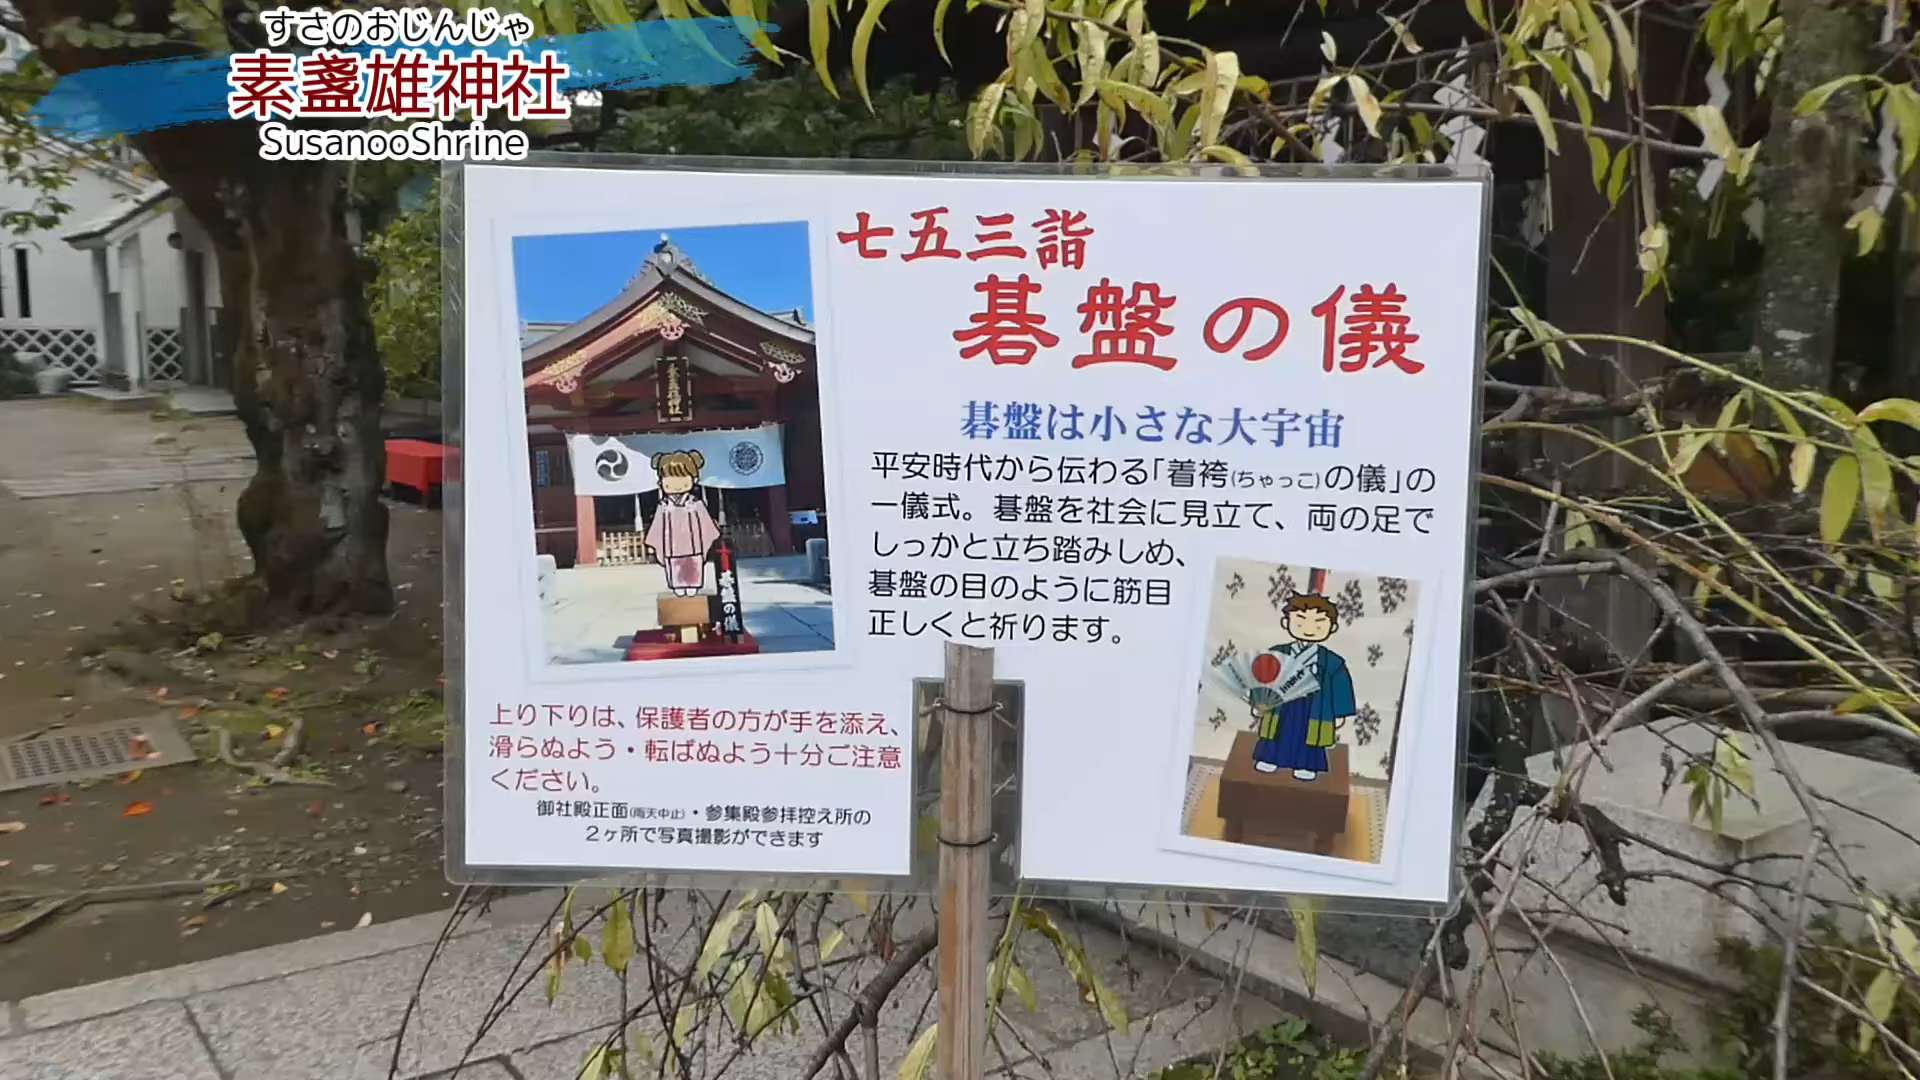 すさのおじんじゃ
素盞雄神社
SusanooShrine
七五三詣
碁盤の儀
碁盤は小さな大宇宙
平安時代から伝わる「着袴(ちゃっこ)の儀」の
一儀式。碁盤を社会に見立て、両の足で
しっかと立ち踏みしめ、
碁盤の目のように筋目
正しくと祈ります。
碁盤の儀
上り下りは、保護者の方が手を添え、
滑らぬよう・転ばぬよう十分ご注意
ください。
御社殿正面(雨天中止)・参集殿参拝控え所の
２ヶ所で写真撮影ができます